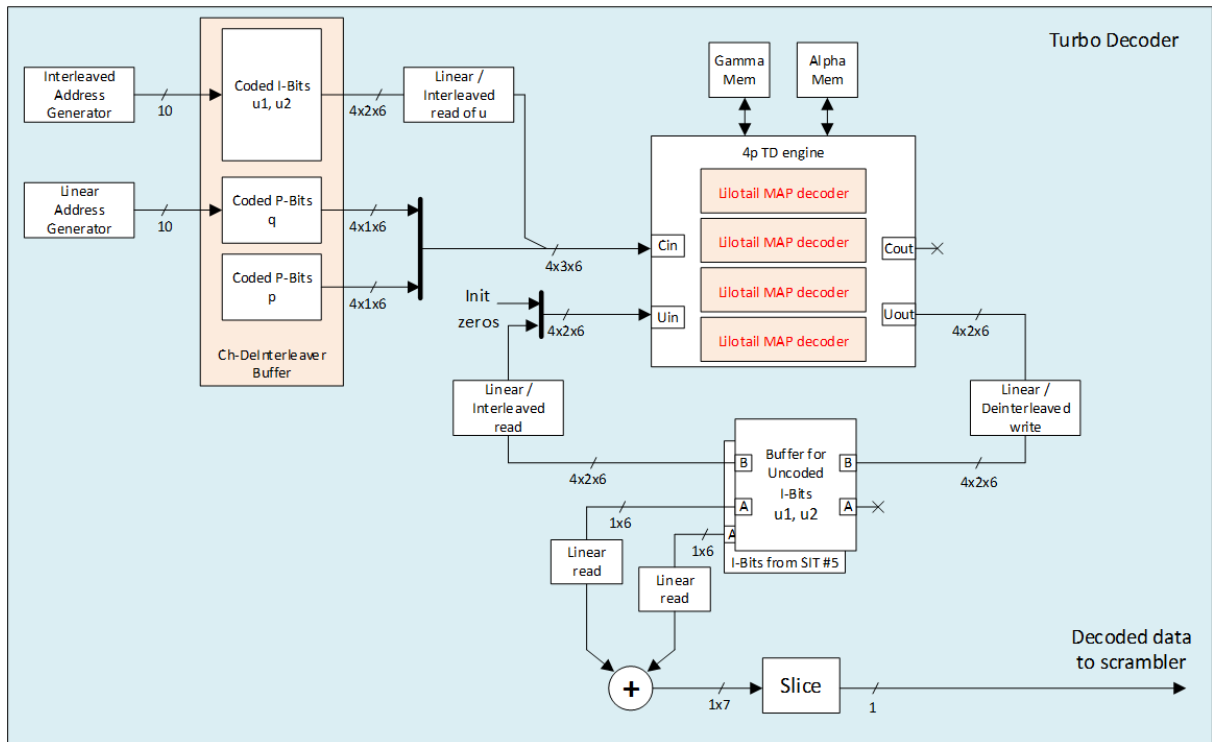 Turbo Decoder
Interleaved
Address
Generator
10
Coded I-Bits
u1, u2
4x2x6
Linear /
Interleaved
read of u
Gamma
Mem
Alpha
Mem
Linear
Address
Generator
10
Coded P-Bits
q
4x1x6
Coded P-Bits
p
4x1x6
Ch-DeInterleaver
Buffer
4x3x6
Init
zeros
4x2x6
4p TD engine
Lilotail MAP decoder
Lilotail MAP decoder
Lilotail MAP decoder
Lilotail MAP decoder
Cin
Uin
Cout
Uout
4x2x6
Linear /
Interleaved
read
Linear /
Deinterleaved
write
4x2x6
4x2x6
Buffer for
Uncoded
I-Bits
u1, u2
B
B
A
A
A
I-Bits from SIT #5
1x6
1x6
Linear
read
Linear
read
+
1x7
Slice
1
Decoded data
to scrambler